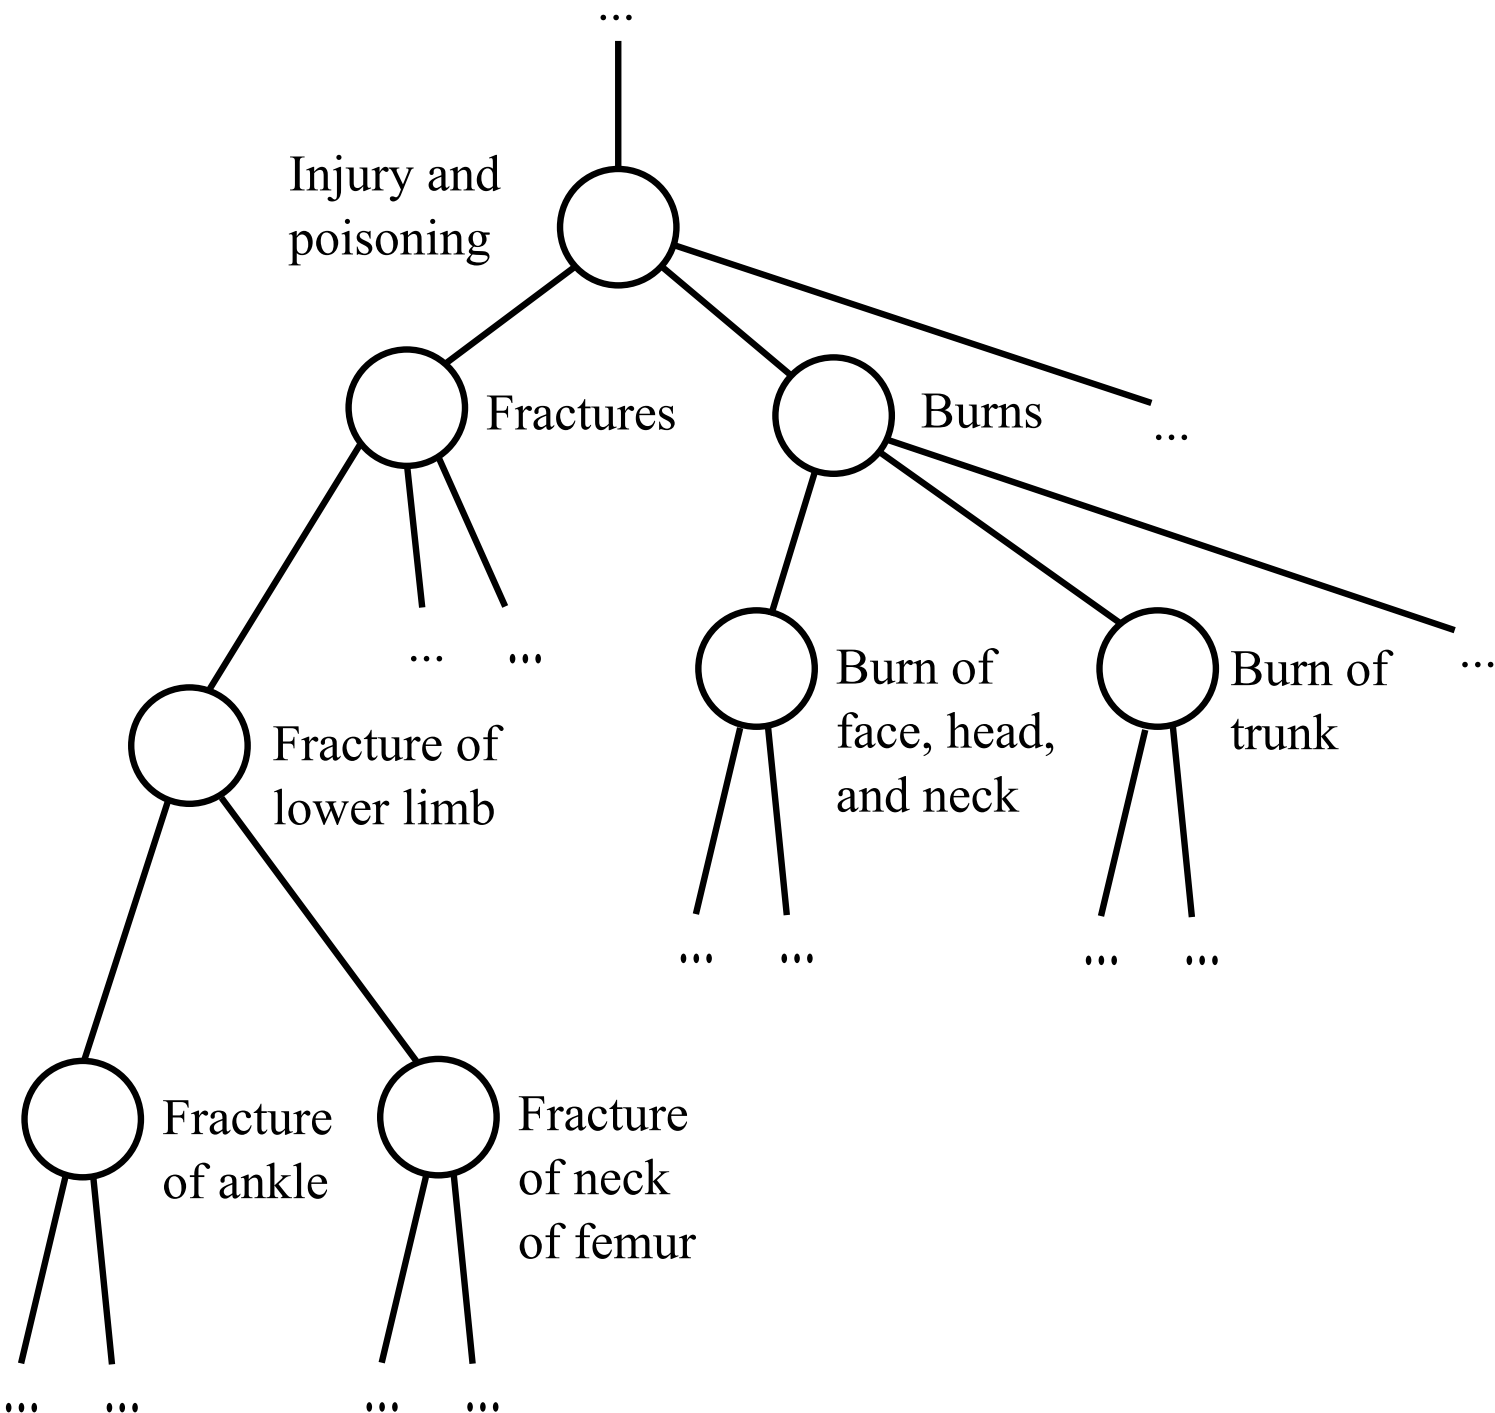 ...
Injury and
poisoning
Fractures
Burns
...
... ...
...
Fracture of
lower limb
Burn of
face, head,
and neck
Burn of
trunk
... ...
... ...
Fracture
of ankle
Fracture
of neck
of femur
... ...
... ...